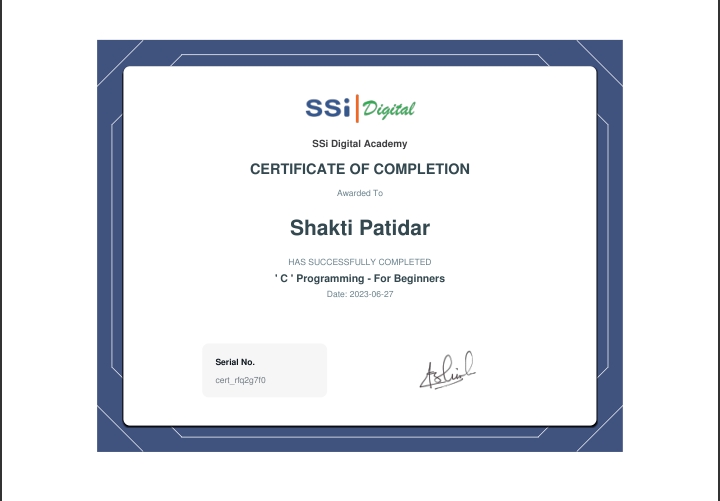 SSi Digital
SSi Digital Academy
CERTIFICATE OF COMPLETION
Awarded To
Shakti Patidar
HAS SUCCESSFULLY COMPLETED
' C ' Programming - For Beginners
Date: 2023-06-27
Serial No.
cert_rfq2g7f0